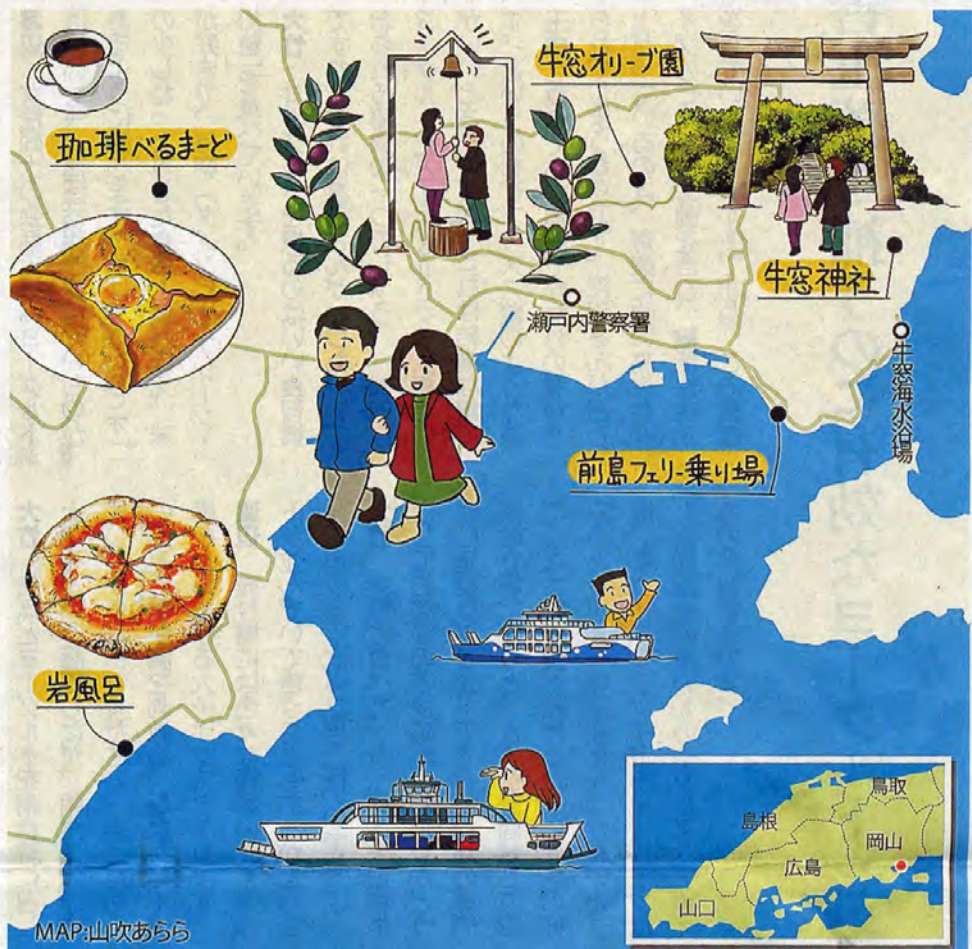 牛窓オリーブ園
珈琲べるまーど
牛窓神社
瀬戸内警察署
牛窓海水浴場
前島フェリー乗り場
岩風呂
鳥取
島根
岡山
広島
山口
MAP:山吹あらら